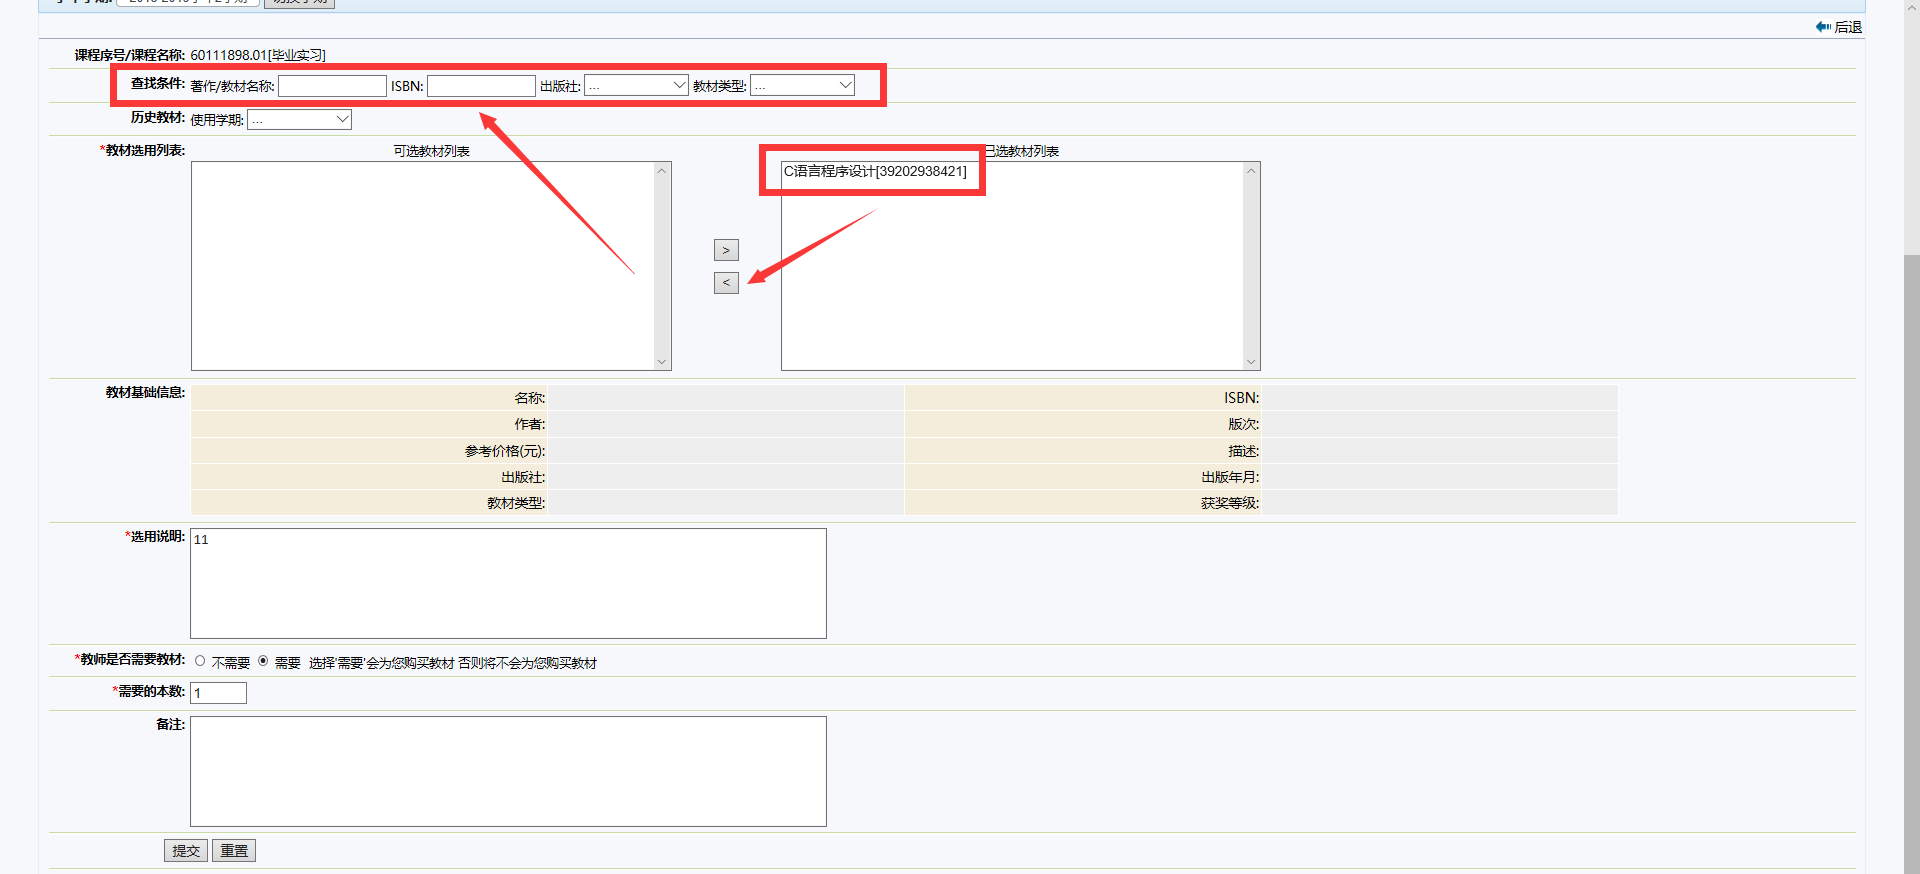 后退
课程序号/课程名称: 60111898.01[毕业实习]
查找条件: 著作/教材名称: ISBN: 出版社: ... 教材类型: ...
历史教材: 使用学期: ...
*教材选用列表: 可选教材列表 已选教材列表
C语言程序设计[39202938421]
>
<
教材基础信息: 名称: ISBN:
作者: 版次:
参考价格(元): 描述:
出版社: 出版年月:
教材类型: 获奖等级:
*选用说明: 11
*教师是否需要教材: 不需要 需要 选择'需要'会为您购买教材 否则将不会为您购买教材
*需要的本数: 1
备注:
提交 重置